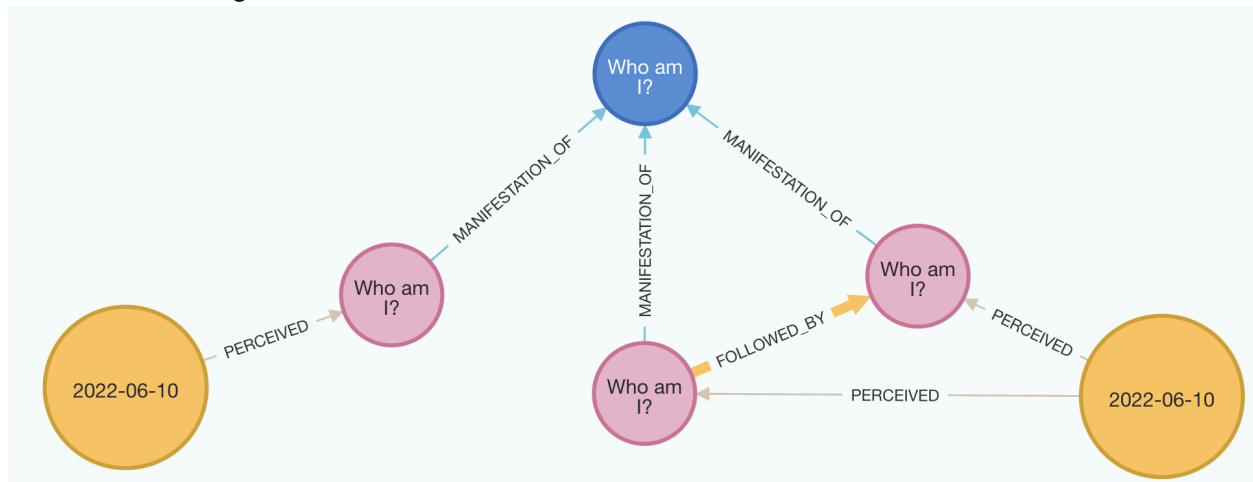 Who am
I?
MANIFESTATION_OF
MANIFESTATION_OF
MANIFESTATION_OF
Who am
I?
Who am
I?
PERCEIVED
FOLLOWED_BY
PERCEIVED
2022-06-10
Who am
I?
PERCEIVED
2022-06-10